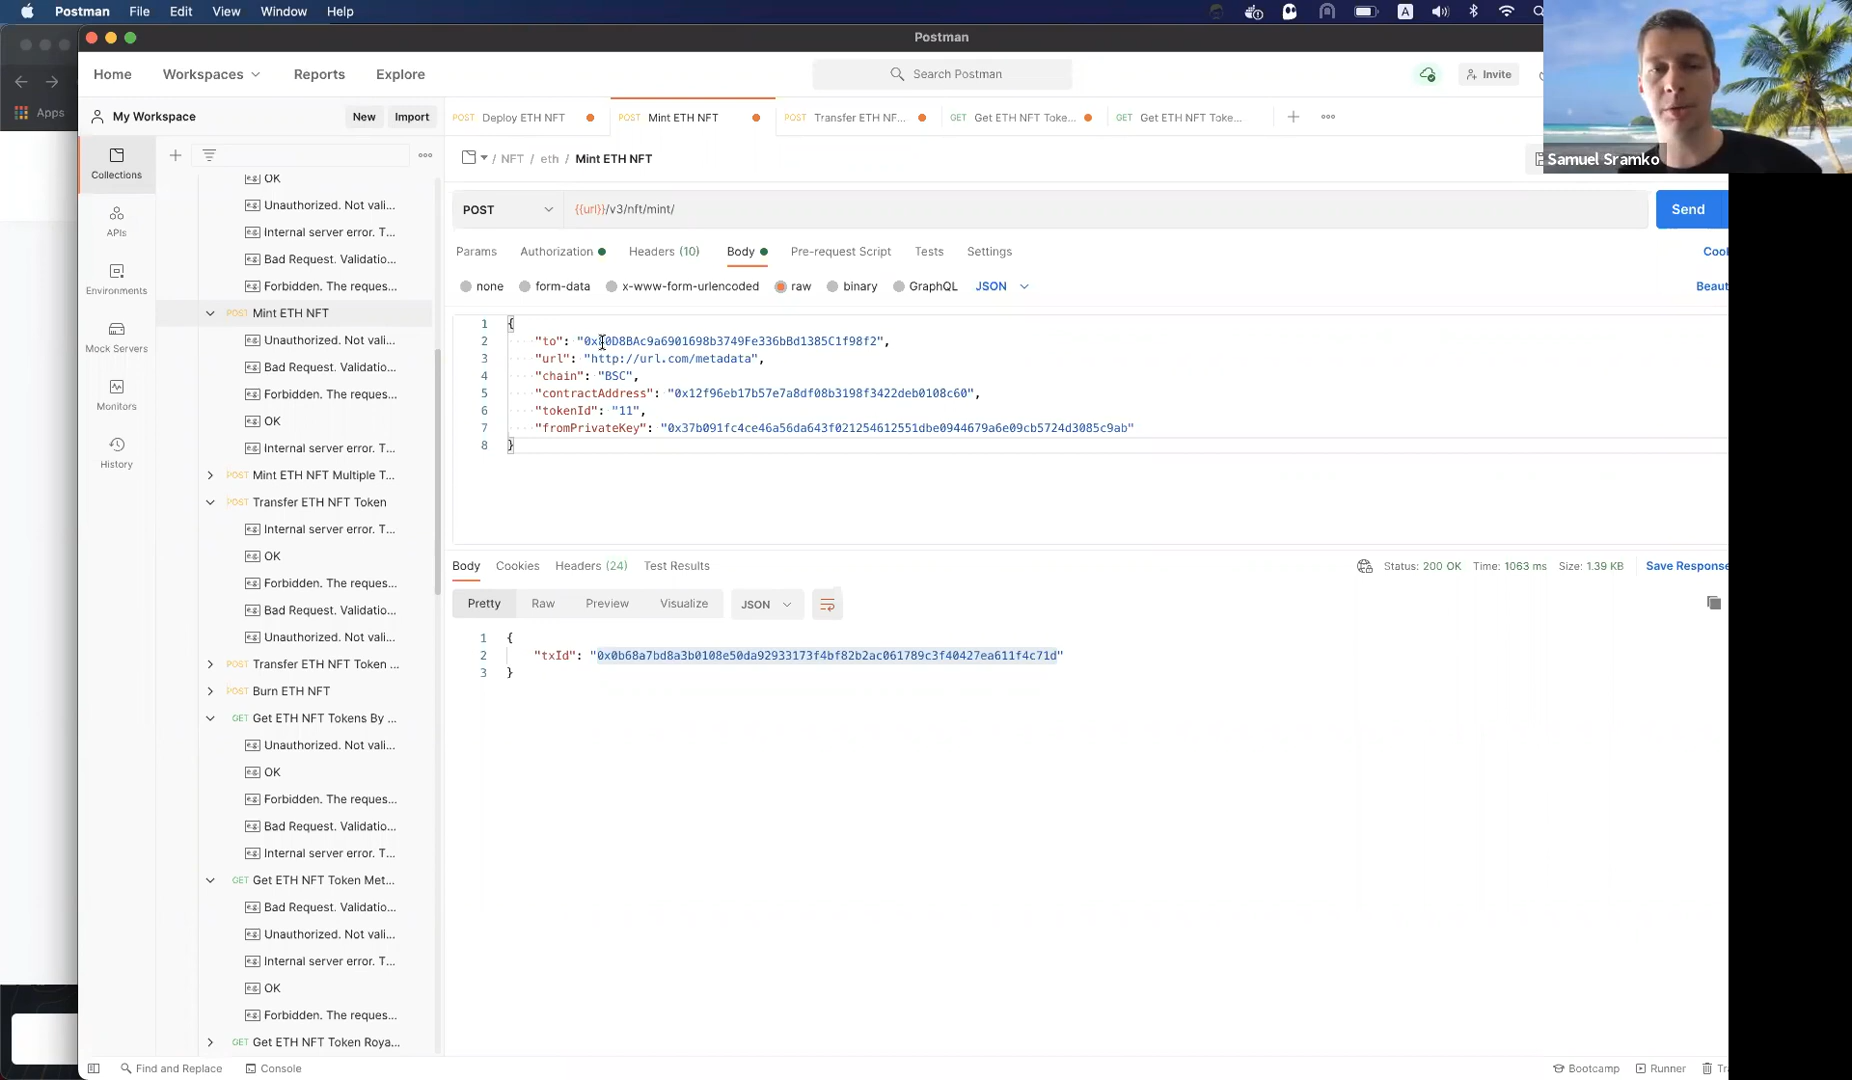 Postman File Edit View Window Help
A
Postman
Home Workspaces Reports Explore
Search Postman
Invite
Apps
My Workspace New Import
POST Deploy ETH NFT
POST Mint ETH NFT
POST Transfer ETH NF...
GET Get ETH NFT Toke...
GET Get ETH NFT Toke...
Samuel Sramko
Collections
APIs
Environments
Mock Servers
Monitors
History
e.g. OK
e.g. Unauthorized. Not vali...
e.g. Internal server error. T...
e.g. Bad Request. Validatio...
e.g. Forbidden. The reques...
POST Mint ETH NFT
e.g. Unauthorized. Not vali...
e.g. Bad Request. Validatio...
e.g. Forbidden. The reques...
e.g. OK
e.g. Internal server error. T...
POST Mint ETH NFT Multiple T...
POST Transfer ETH NFT Token
e.g. Internal server error. T...
e.g. OK
e.g. Forbidden. The reques...
e.g. Bad Request. Validatio...
e.g. Unauthorized. Not vali...
POST Transfer ETH NFT Token ...
POST Burn ETH NFT
GET Get ETH NFT Tokens By ...
e.g. Unauthorized. Not vali...
e.g. OK
e.g. Forbidden. The reques...
e.g. Bad Request. Validatio...
e.g. Internal server error. T...
GET Get ETH NFT Token Met...
e.g. Bad Request. Validatio...
e.g. Unauthorized. Not vali...
e.g. Internal server error. T...
e.g. OK
e.g. Forbidden. The reques...
GET Get ETH NFT Token Roya...
/ NFT / eth / Mint ETH NFT
POST {{url}}/v3/nft/mint/ Send
Params Authorization Headers (10) Body Pre-request Script Tests Settings Cool
none form-data x-www-form-urlencoded raw binary GraphQL JSON Beaut
1 {
2 "to": 
3 "url": "http://url.com/metadata",
4 "chain": "BSC",
5 "contractAddress": "0x12f96eb17b57e7a8df08b3198f3422deb0108c60",
6 "tokenId": "11",
7 "fromPrivateKey": "0x37b091fc4ce46a56da643f021254612551dbe0944679a6e09cb5724d3085c9ab"
8 }
Body Cookies Headers (24) Test Results Status: 200 OK Time: 1063 ms Size: 1.39 KB Save Response
Pretty Raw Preview Visualize JSON
1 {
2 "txId": "0x0b68a7bd8a3b0108e50da92933173f4bf82b2ac061789c3f40427ea611f4c71d"
3 }
Find and Replace Console Bootcamp Runner Tra